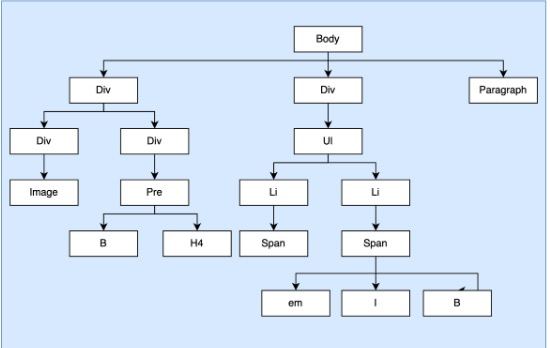 Body
Div Div Paragraph
Div Div Ul
Image Pre Li Li
B H4 Span Span
em I B